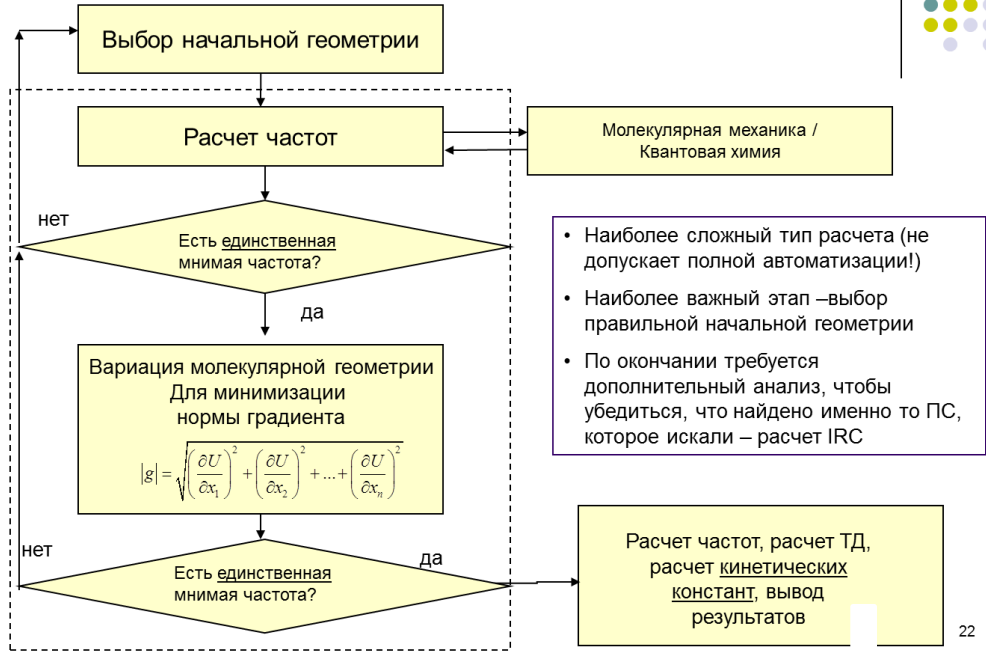 Выбор начальной геометрии
Расчет частот
Молекулярная механика /
Квантовая химия
нет
Есть единственная
мнимая частота?
да
Вариация молекулярной геометрии
Для минимизации
нормы градиента
|g| = √((∂U/∂x₁)² + (∂U/∂x₂)² + ... + (∂U/∂xₙ)²)
нет
Есть единственная
мнимая частота?
да
• Наиболее сложный тип расчета (не
допускает полной автоматизации!)
• Наиболее важный этап –выбор
правильной начальной геометрии
• По окончании требуется
дополнительный анализ, чтобы
убедиться, что найдено именно то ПС,
которое искали – расчет IRC
Расчет частот, расчет ТД,
расчет кинетических
констант, вывод
результатов
22